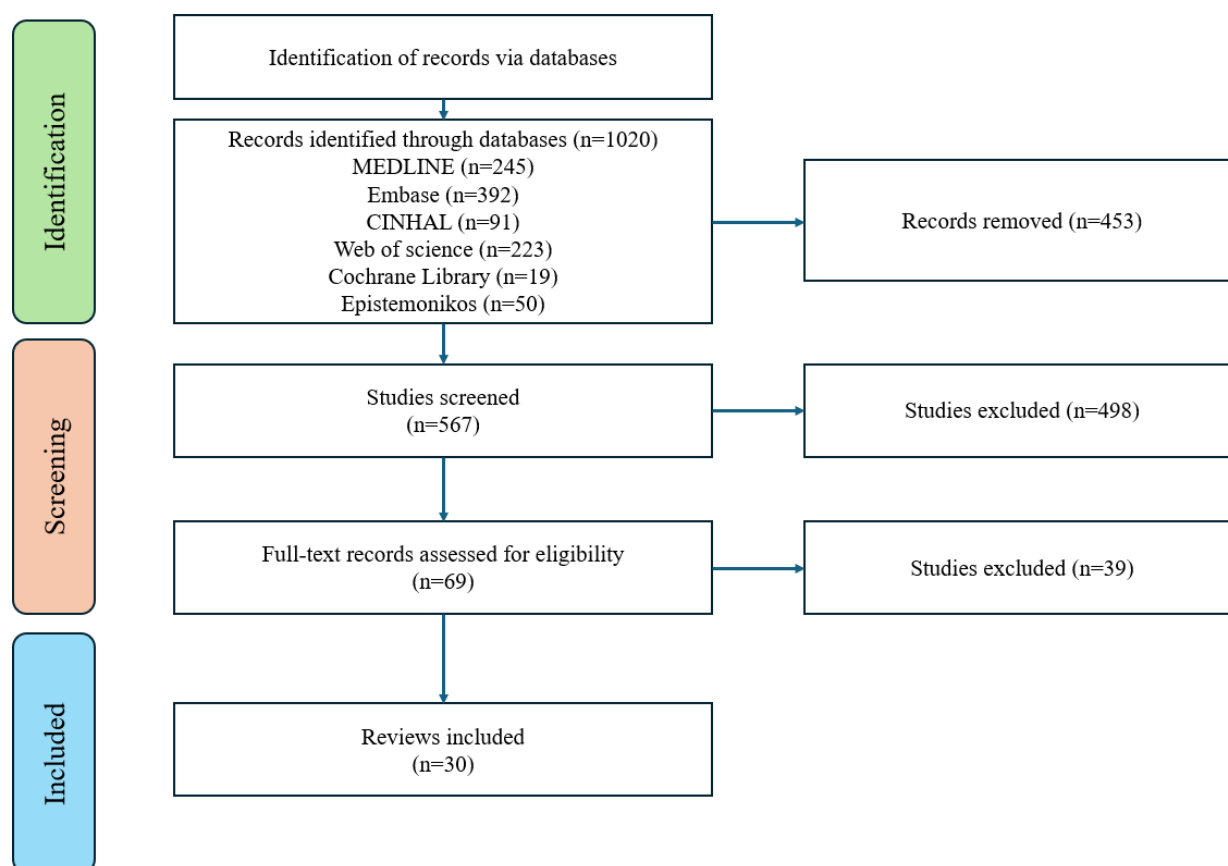 Identification
Identification of records via databases
Records identified through databases (n=1020)
MEDLINE (n=245)
Embase (n=392)
CINHAL (n=91)
Web of science (n=223)
Cochrane Library (n=19)
Epistemonikos (n=50)
Records removed (n=453)
Screening
Studies screened
(n=567)
Studies excluded (n=498)
Full-text records assessed for eligibility
(n=69)
Studies excluded (n=39)
Included
Reviews included
(n=30)